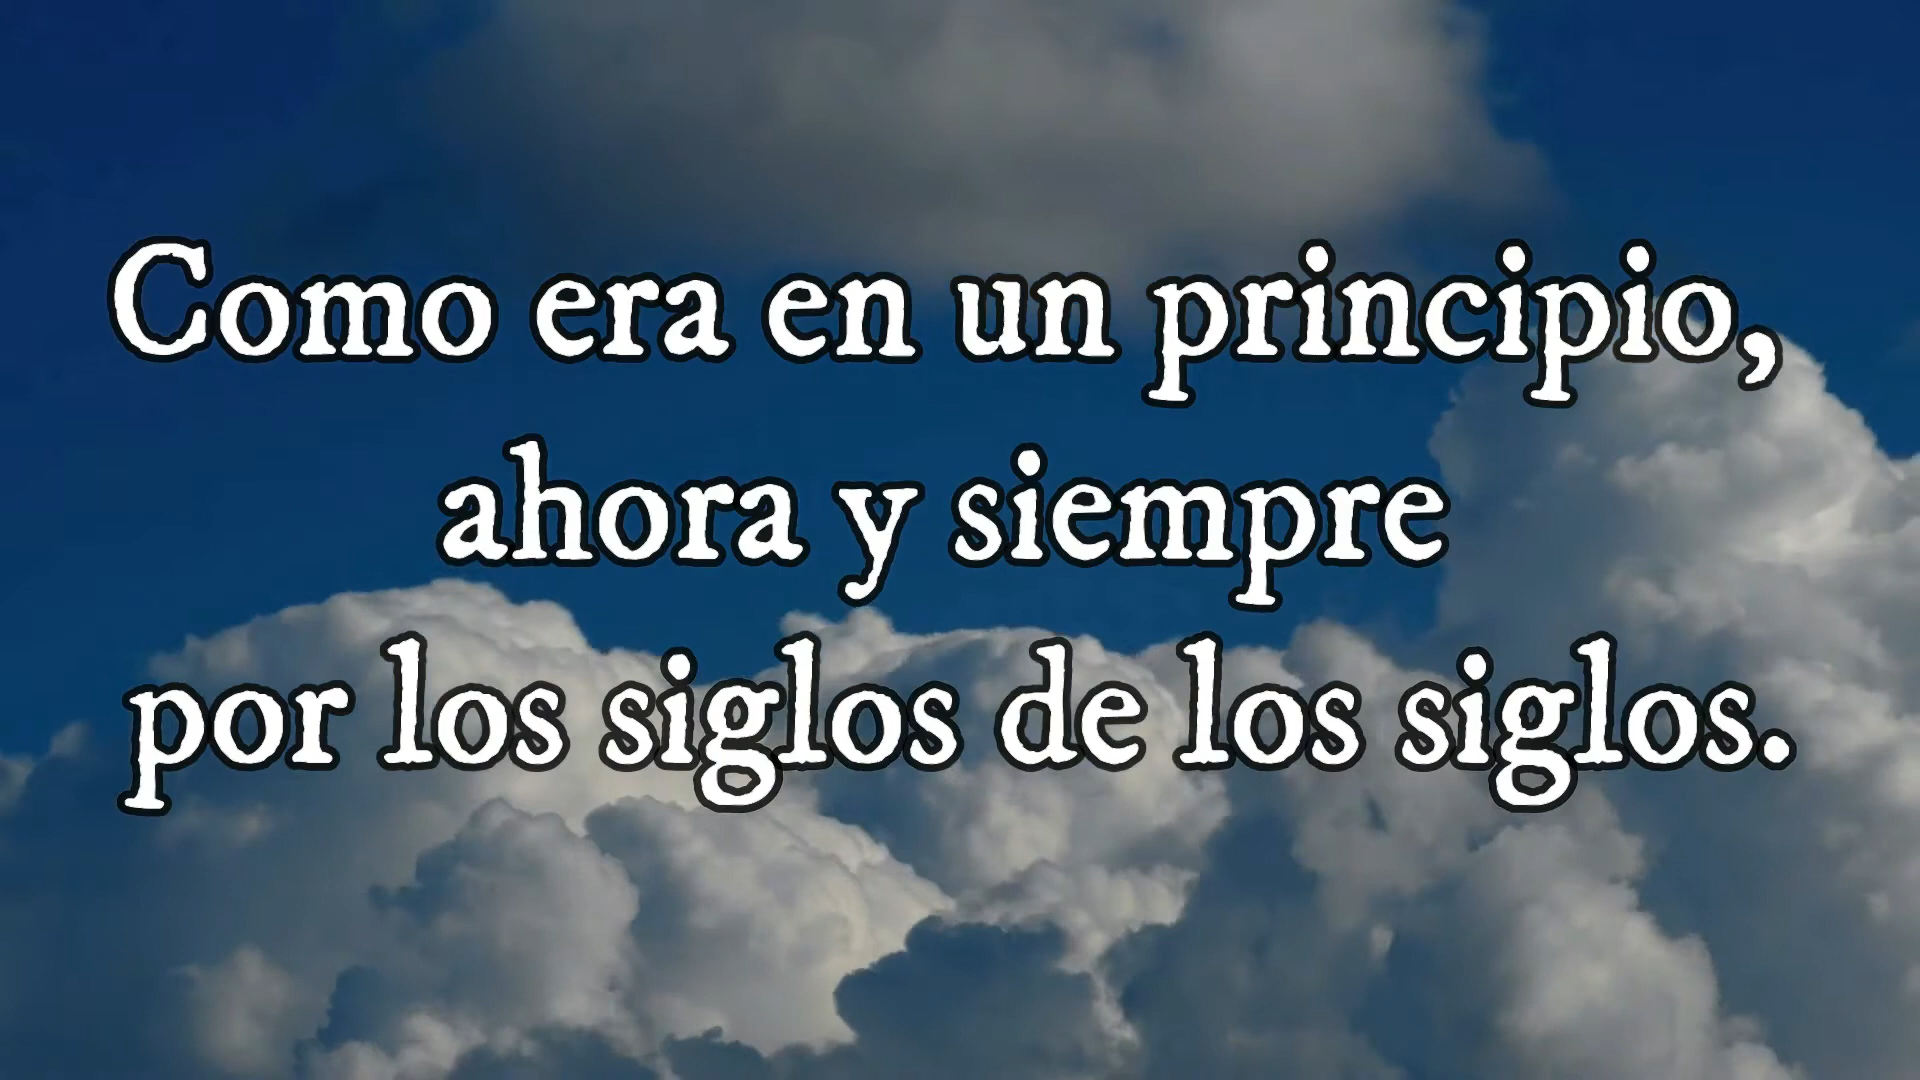 Como era en un principio,
ahora y siempre
por los siglos de los siglos.